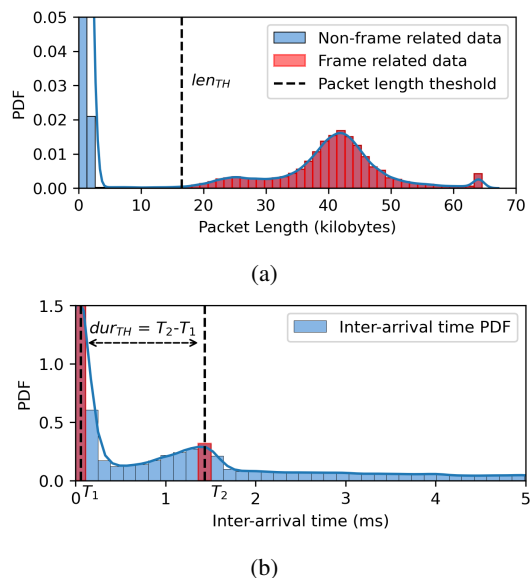 0.05
0.04
0.03
0.02
0.01
0.00
PDF
len_TH
Non-frame related data
Frame related data
Packet length theshold
0 10 20 30 40 50 60 70
Packet Length (kilobytes)
(a)
1.5
1.0
0.5
0.0
PDF
dur_TH = T_2-T_1
Inter-arrival time PDF
0 T_1 T_2 2 3 4 5
Inter-arrival time (ms)
(b)